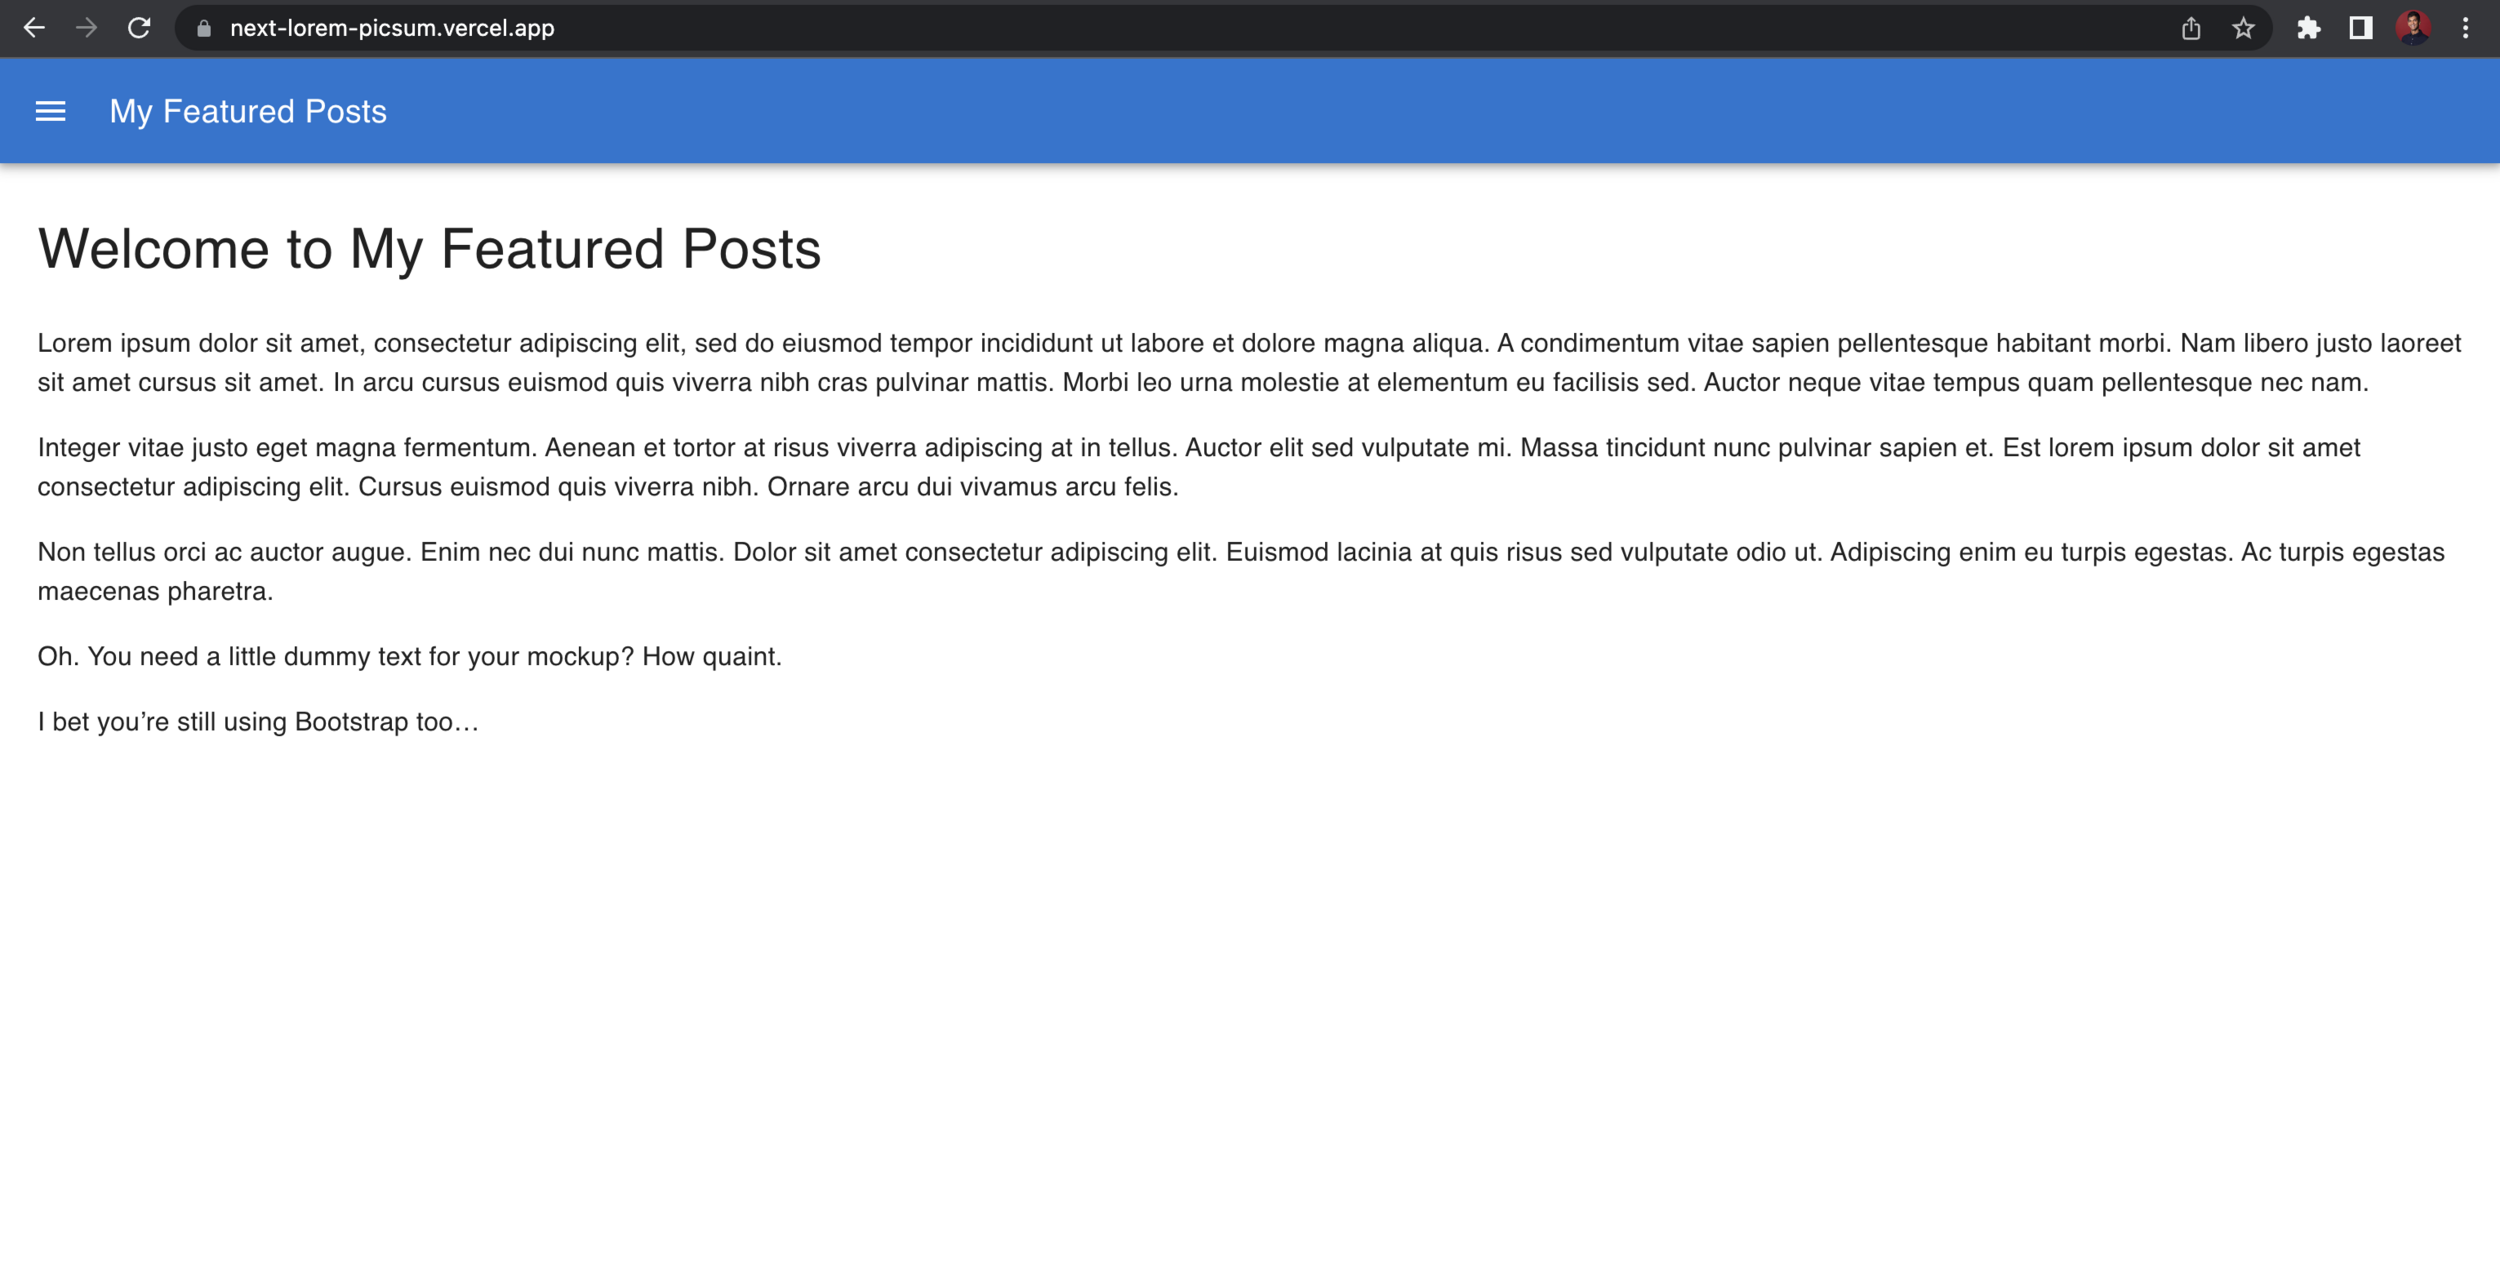 next-lorem-picsum.vercel.app
My Featured Posts
Welcome to My Featured Posts
Lorem ipsum dolor sit amet, consectetur adipiscing elit, sed do eiusmod tempor incididunt ut labore et dolore magna aliqua. A condimentum vitae sapien pellentesque habitant morbi. Nam libero justo laoreet
sit amet cursus sit amet. In arcu cursus euismod quis viverra nibh cras pulvinar mattis. Morbi leo urna molestie at elementum eu facilisis sed. Auctor neque vitae tempus quam pellentesque nec nam.
Integer vitae justo eget magna fermentum. Aenean et tortor at risus viverra adipiscing at in tellus. Auctor elit sed vulputate mi. Massa tincidunt nunc pulvinar sapien et. Est lorem ipsum dolor sit amet
consectetur adipiscing elit. Cursus euismod quis viverra nibh. Ornare arcu dui vivamus arcu felis.
Non tellus orci ac auctor augue. Enim nec dui nunc mattis. Dolor sit amet consectetur adipiscing elit. Euismod lacinia at quis risus sed vulputate odio ut. Adipiscing enim eu turpis egestas. Ac turpis egestas
maecenas pharetra.
Oh. You need a little dummy text for your mockup? How quaint.
I bet you’re still using Bootstrap too…